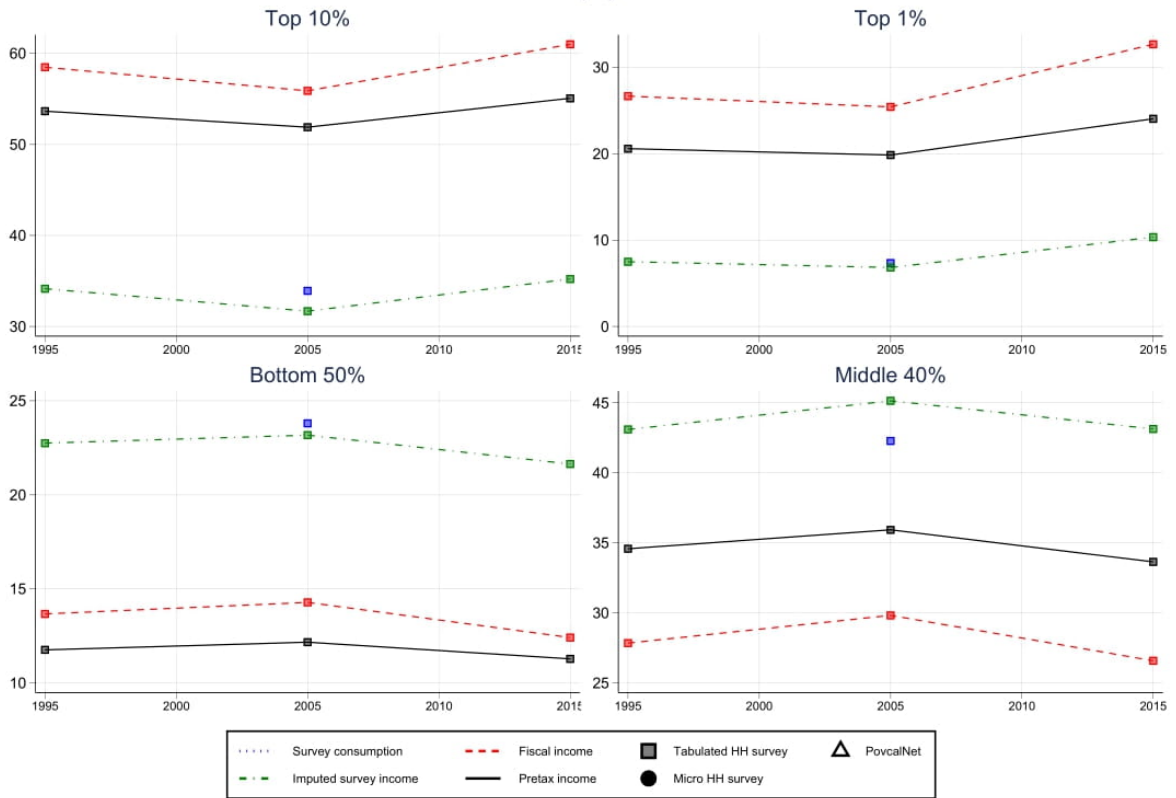 Top 10%
Top 1%
60
50
40
30
1995 2000 2005 2010 2015
30
20
10
0
1995 2000 2005 2010 2015
Bottom 50%
Middle 40%
25
20
15
10
1995 2000 2005 2010 2015
45
40
35
30
25
1995 2000 2005 2010 2015
Survey consumption Fiscal income Tabulated HH survey PovcalNet
Imputed survey income Pretax income Micro HH survey